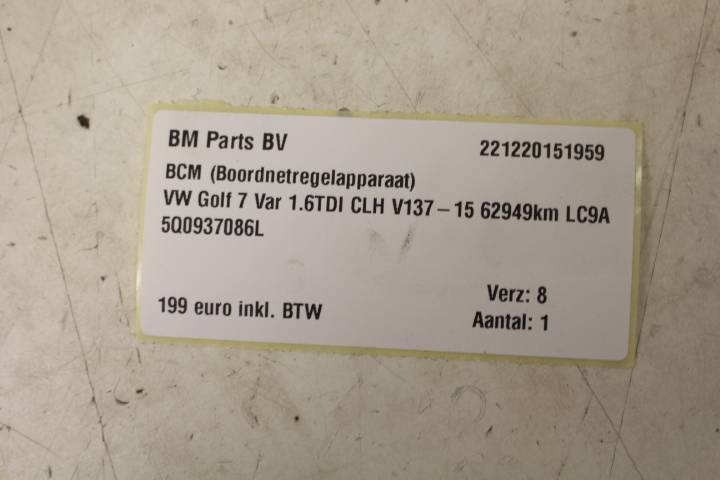 BM Parts BV 221220151959
BCM (Boordnetregelapparaat)
VW Golf 7 Var 1.6TDI CLH V137-15 62949km LC9A
5Q0937086L
Verz: 8
199 euro inkl. BTW
Aantal: 1